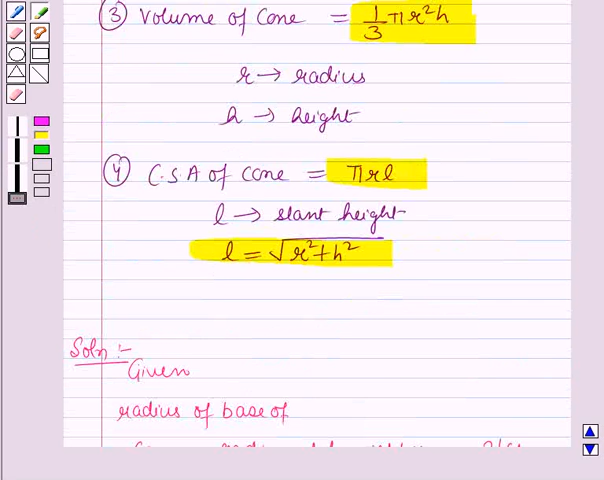 ③ Volume of Cone = 1/3 πr²h
r → radius
h → height
④ C.S.A of Cone = πrl
l → slant height
l = √r²+h²
Soln :-
Given
radius of base of